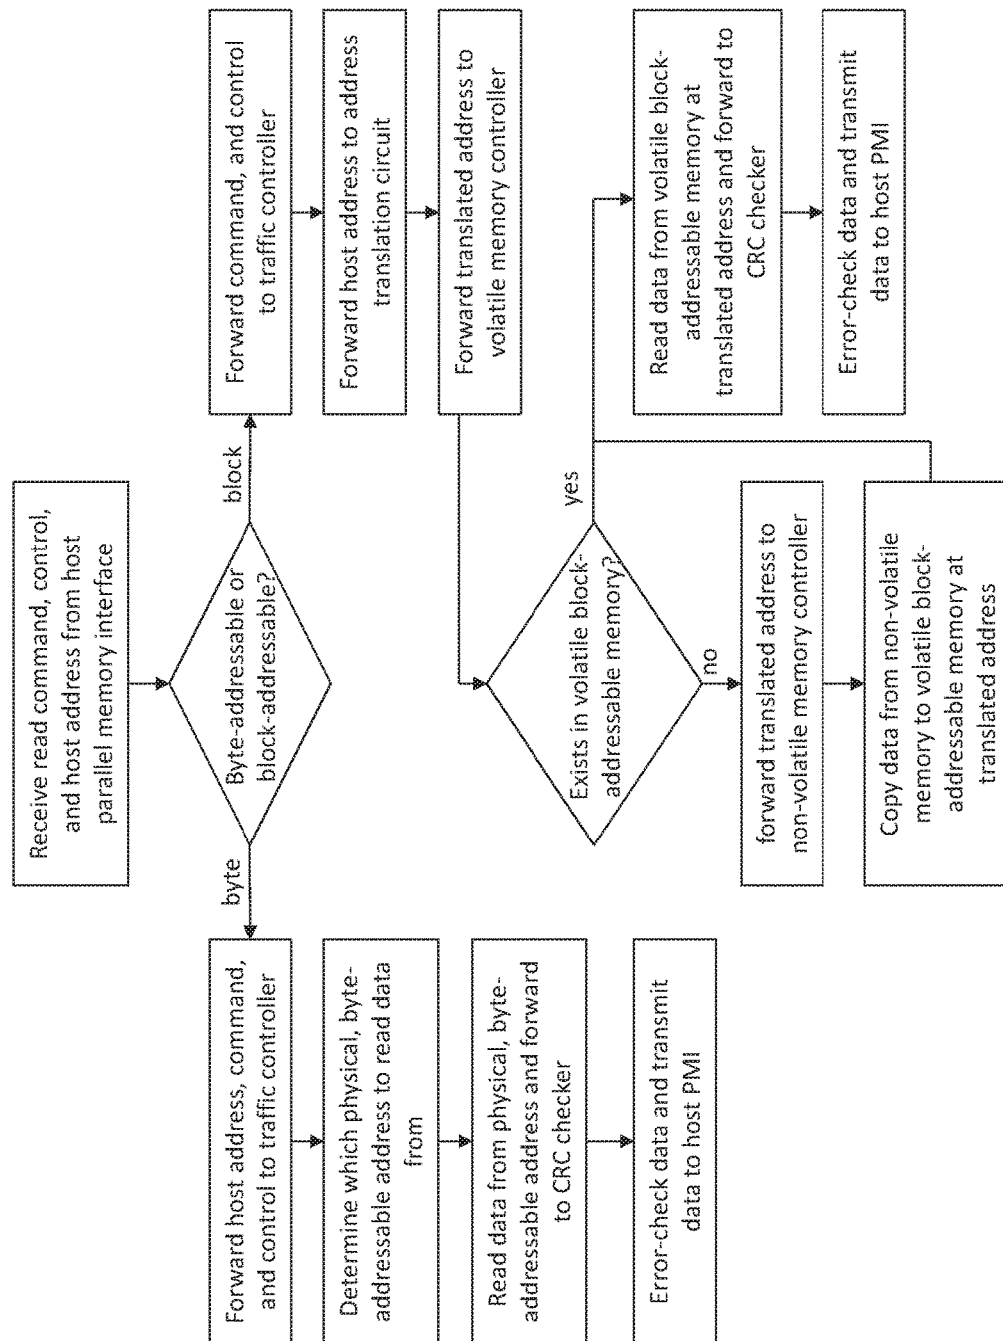 Receive read command, control,
and host address from host
parallel memory interface
Byte-addressable or
block-addressable?
byte
block
Forward host address, command,
and control to traffic controller
Determine which physical, byte-
addressable address to read data
from
Read data from physical, byte-
addressable address and forward
to CRC checker
Error-check data and transmit
data to host PMI
Forward command, and control
to traffic controller
Forward host address to address
translation circuit
Forward translated address to
volatile memory controller
Exists in volatile block-
addressable memory?
yes
no
Read data from volatile block-
addressable memory at
translated address and forward to
CRC checker
Error-check data and transmit
data to host PMI
forward translated address to
non-volatile memory controller
Copy data from non-volatile
memory to volatile block-
addressable memory at
translated address